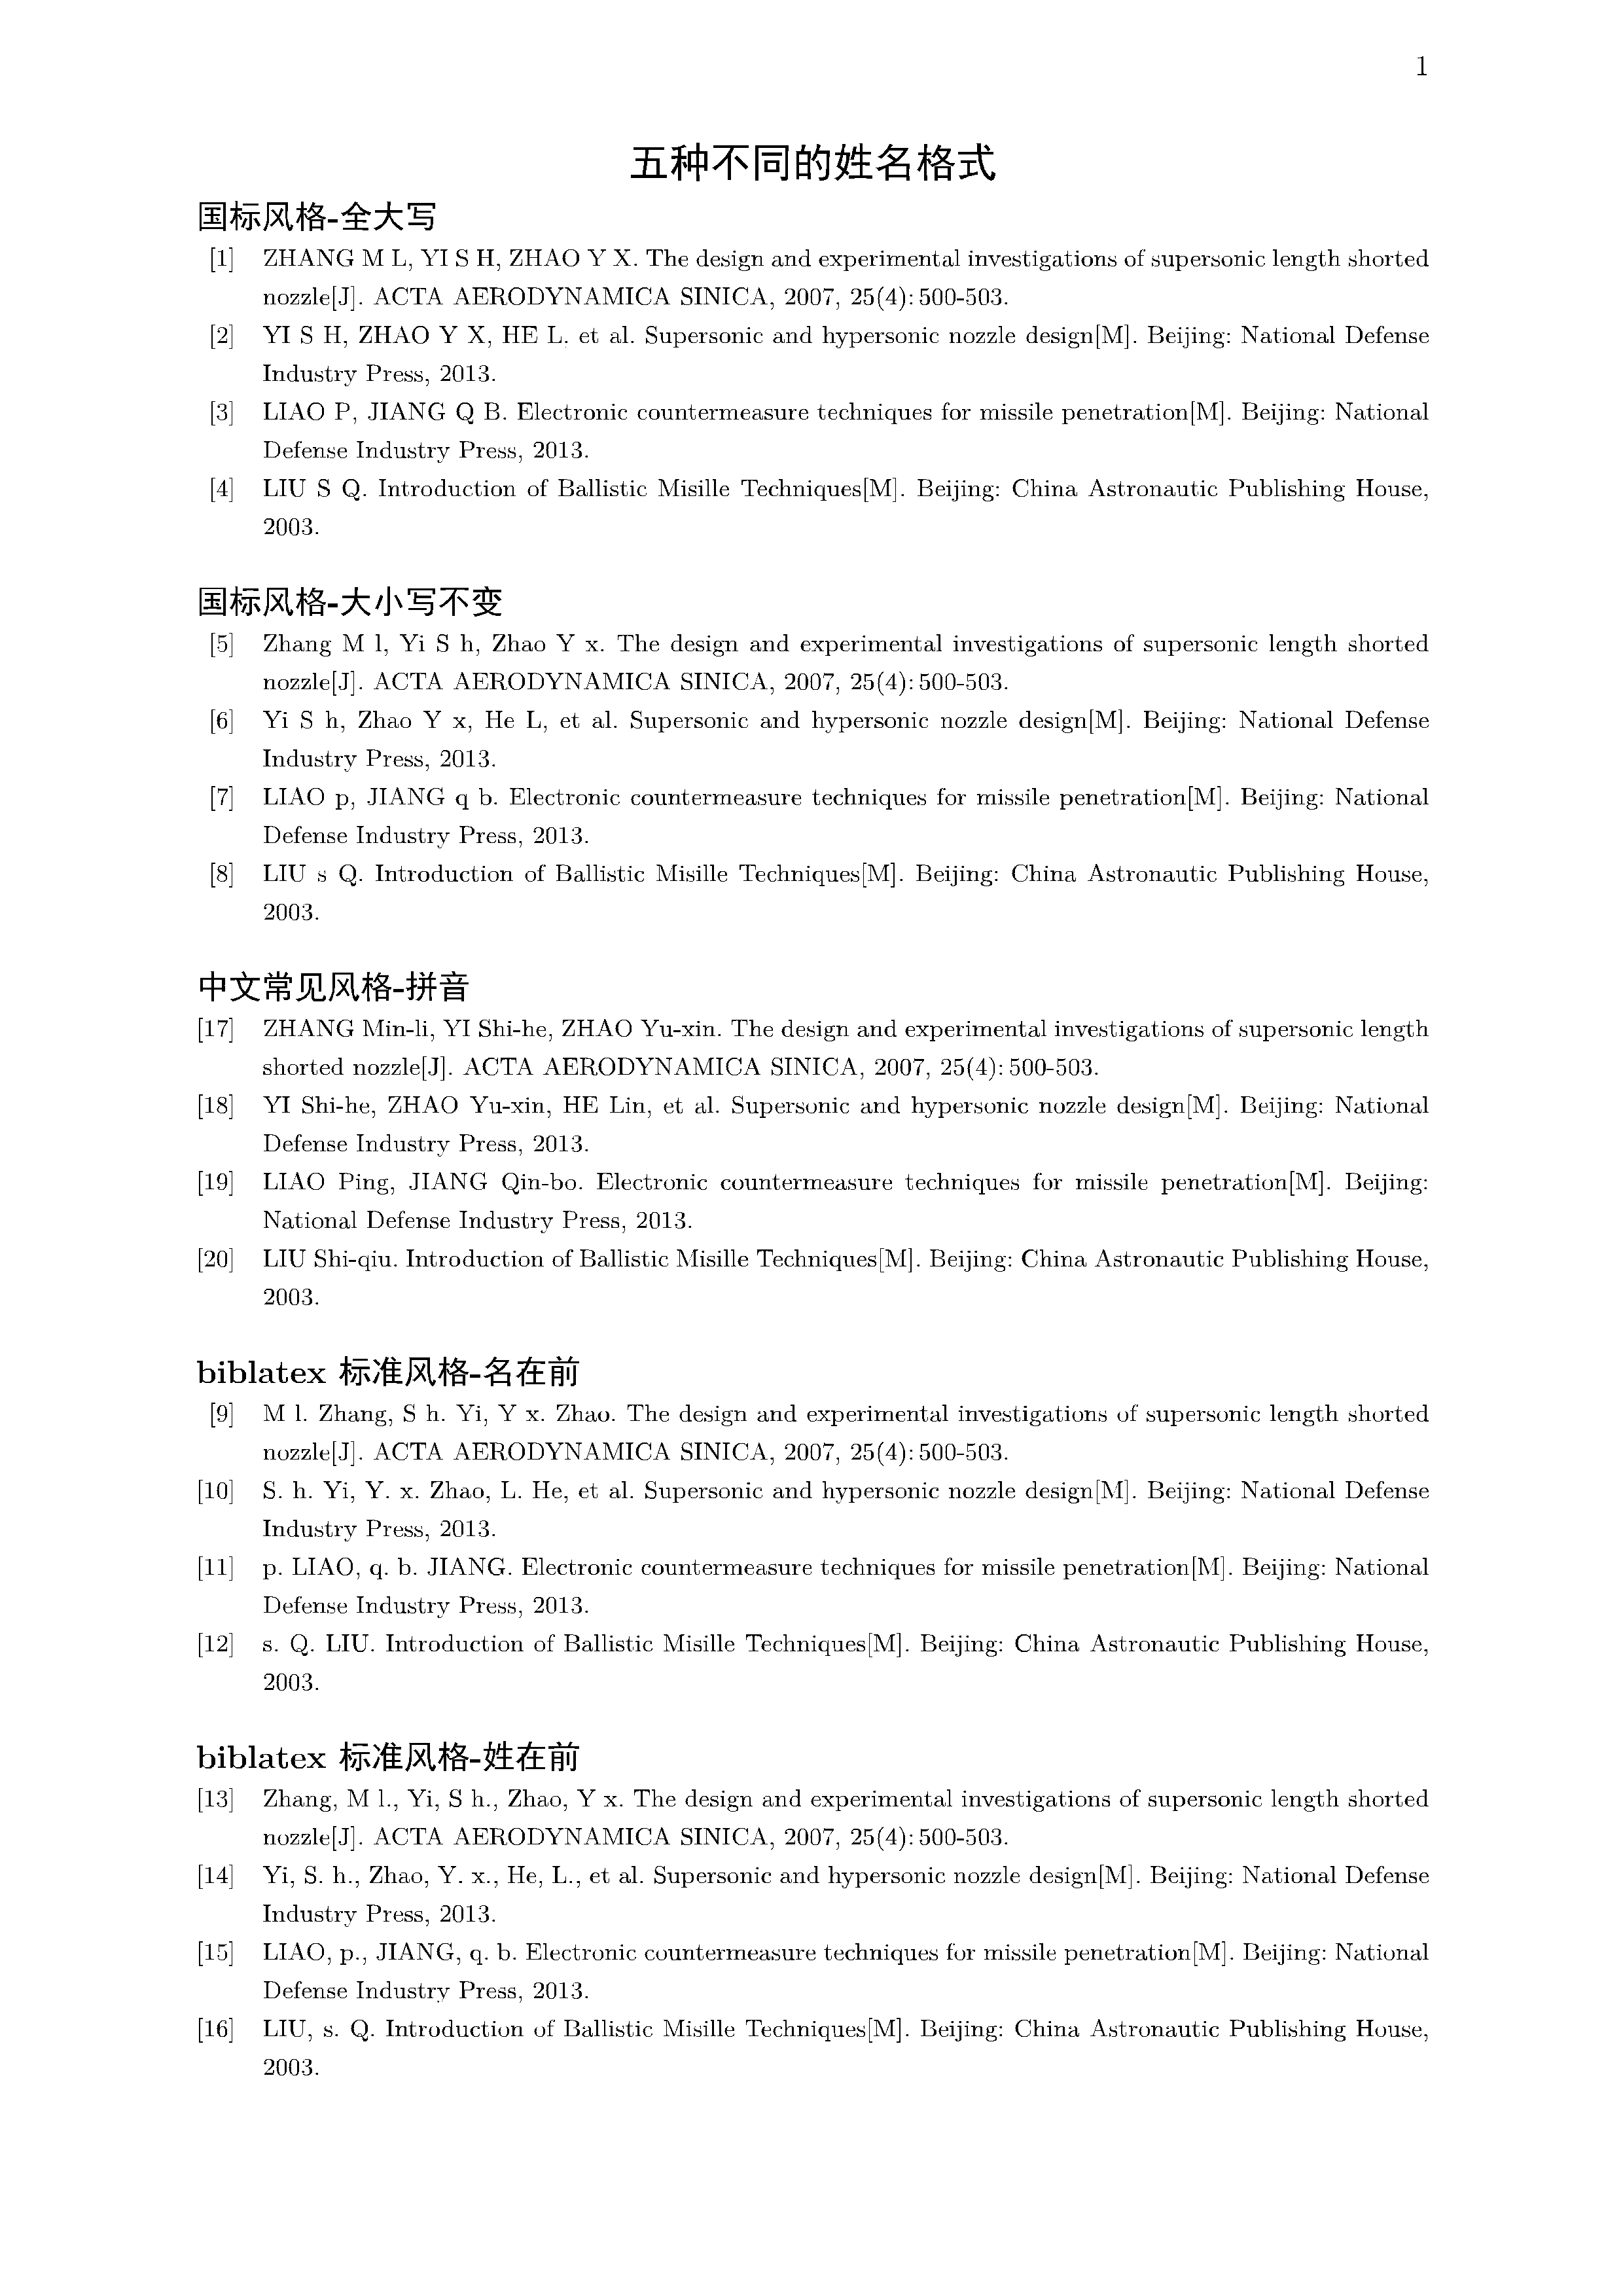 1
五种不同的姓名格式
国标风格-全大写
[1] ZHANG M L, YI S H, ZHAO Y X. The design and experimental investigations of supersonic length shorted
nozzle[J]. ACTA AERODYNAMICA SINICA, 2007, 25(4): 500-503.
[2] YI S H, ZHAO Y X, HE L, et al. Supersonic and hypersonic nozzle design[M]. Beijing: National Defense
Industry Press, 2013.
[3] LIAO P, JIANG Q B. Electronic countermeasure techniques for missile penetration[M]. Beijing: National
Defense Industry Press, 2013.
[4] LIU S Q. Introduction of Ballistic Misille Techniques[M]. Beijing: China Astronautic Publishing House,
2003.
国标风格-大小写不变
[5] Zhang M l, Yi S h, Zhao Y x. The design and experimental investigations of supersonic length shorted
nozzle[J]. ACTA AERODYNAMICA SINICA, 2007, 25(4): 500-503.
[6] Yi S h, Zhao Y x, He L, et al. Supersonic and hypersonic nozzle design[M]. Beijing: National Defense
Industry Press, 2013.
[7] LIAO p, JIANG q b. Electronic countermeasure techniques for missile penetration[M]. Beijing: National
Defense Industry Press, 2013.
[8] LIU s Q. Introduction of Ballistic Misille Techniques[M]. Beijing: China Astronautic Publishing House,
2003.
中文常见风格-拼音
[17] ZHANG Min-li, YI Shi-he, ZHAO Yu-xin. The design and experimental investigations of supersonic length
shorted nozzle[J]. ACTA AERODYNAMICA SINICA, 2007, 25(4): 500-503.
[18] YI Shi-he, ZHAO Yu-xin, HE Lin, et al. Supersonic and hypersonic nozzle design[M]. Beijing: National
Defense Industry Press, 2013.
[19] LIAO Ping, JIANG Qin-bo. Electronic countermeasure techniques for missile penetration[M]. Beijing:
National Defense Industry Press, 2013.
[20] LIU Shi-qiu. Introduction of Ballistic Misille Techniques[M]. Beijing: China Astronautic Publishing House,
2003.
biblatex 标准风格-名在前
[9] M l. Zhang, S h. Yi, Y x. Zhao. The design and experimental investigations of supersonic length shorted
nozzle[J]. ACTA AERODYNAMICA SINICA, 2007, 25(4): 500-503.
[10] S. h. Yi, Y. x. Zhao, L. He, et al. Supersonic and hypersonic nozzle design[M]. Beijing: National Defense
Industry Press, 2013.
[11] p. LIAO, q. b. JIANG. Electronic countermeasure techniques for missile penetration[M]. Beijing: National
Defense Industry Press, 2013.
[12] s. Q. LIU. Introduction of Ballistic Misille Techniques[M]. Beijing: China Astronautic Publishing House,
2003.
biblatex 标准风格-姓在前
[13] Zhang, M l., Yi, S h., Zhao, Y x. The design and experimental investigations of supersonic length shorted
nozzle[J]. ACTA AERODYNAMICA SINICA, 2007, 25(4): 500-503.
[14] Yi, S. h., Zhao, Y. x., He, L., et al. Supersonic and hypersonic nozzle design[M]. Beijing: National Defense
Industry Press, 2013.
[15] LIAO, p., JIANG, q. b. Electronic countermeasure techniques for missile penetration[M]. Beijing: National
Defense Industry Press, 2013.
[16] LIU, s. Q. Introduction of Ballistic Misille Techniques[M]. Beijing: China Astronautic Publishing House,
2003.